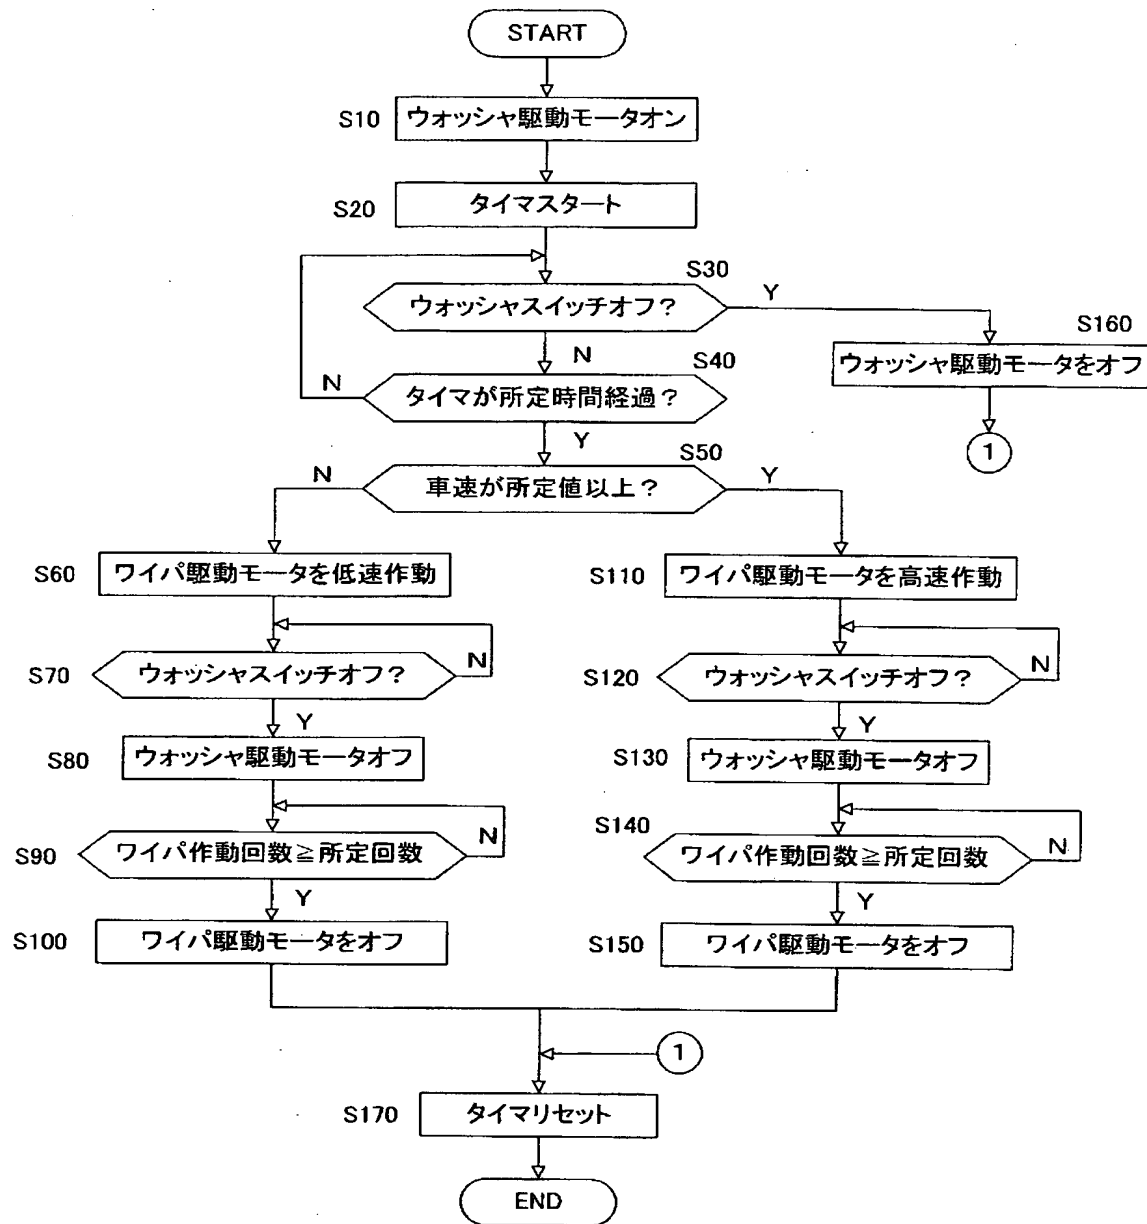 START
S10 ウォッシャ駆動モータオン
S20 タイマスタート
S30
ウォッシャスイッチオフ?
Y
S160
ウォッシャ駆動モータをオフ
1
N
S40
タイマが所定時間経過?
N
Y
S50
車速が所定値以上?
N
Y
S60 ワイパ駆動モータを低速作動
S70 ウォッシャスイッチオフ?
N
Y
S80 ウォッシャ駆動モータオフ
S90 ワイパ作動回数≧所定回数
N
Y
S100 ワイパ駆動モータをオフ
S110 ワイパ駆動モータを高速作動
S120 ウォッシャスイッチオフ?
N
Y
S130 ウォッシャ駆動モータオフ
S140 ワイパ作動回数≧所定回数
N
Y
S150 ワイパ駆動モータをオフ
1
S170 タイマリセット
END